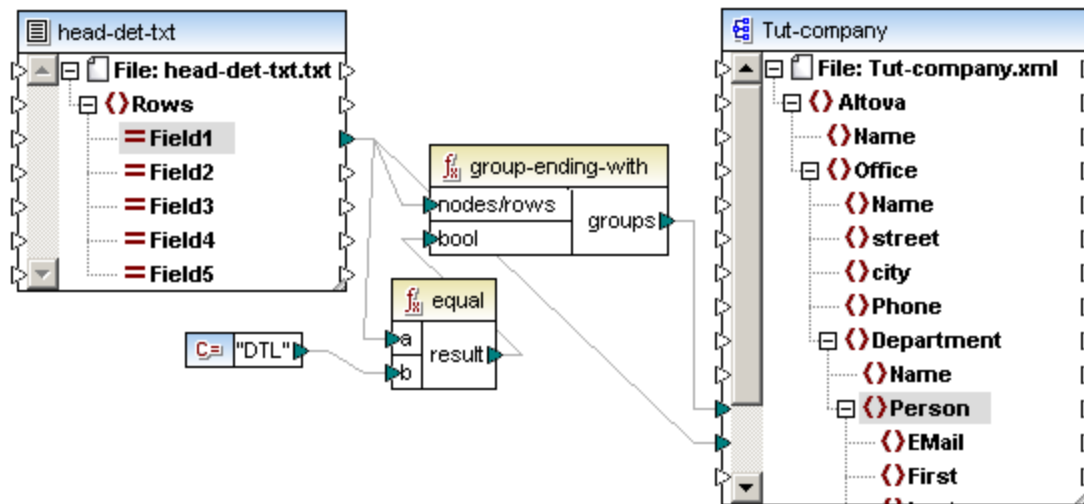 head-det-txt
File: head-det-txt.txt
Rows
Field1
Field2
Field3
Field4
Field5
group-ending-with
nodes/rows
groups
bool
equal
a
result
b
C= "DTL"
Tut-company
File: Tut-company.xml
Altova
Name
Office
Name
street
city
Phone
Department
Name
Person
EMail
First